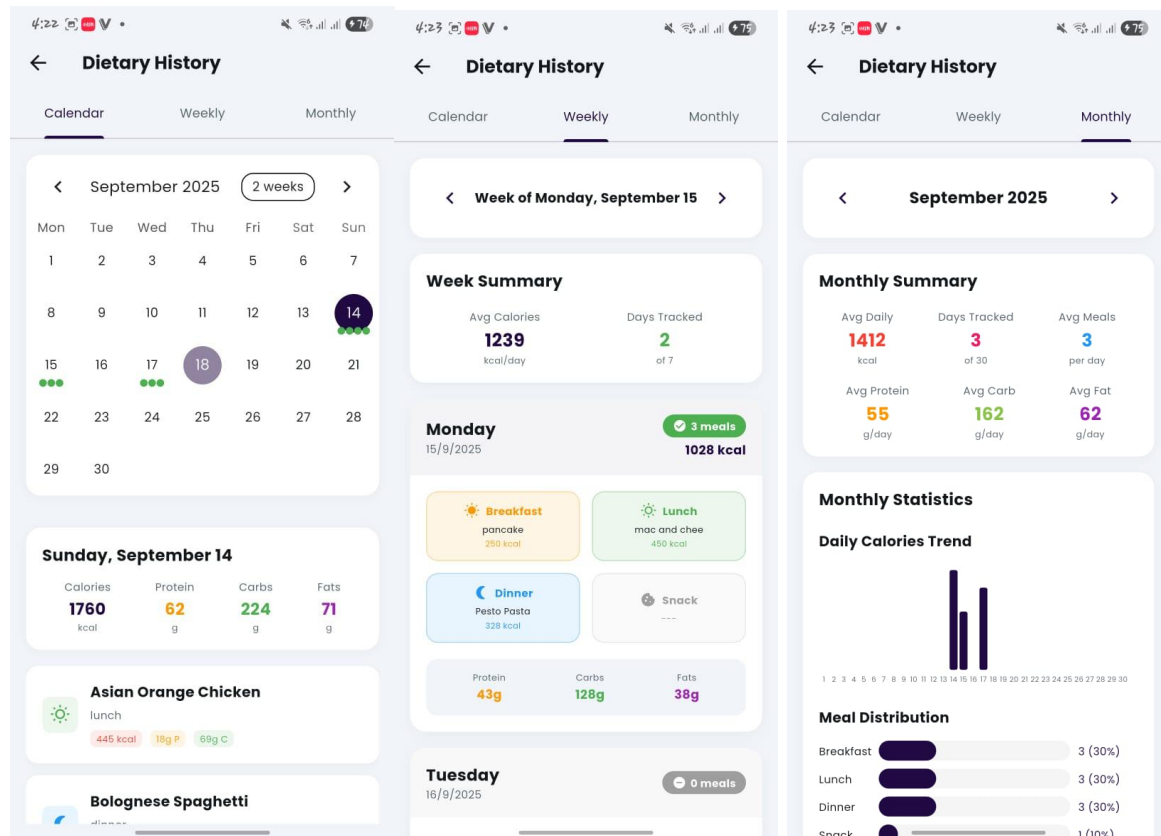 4:22
74
Dietary History
Calendar Weekly Monthly
September 2025 2 weeks
Mon Tue Wed Thu Fri Sat Sun
1 2 3 4 5 6 7
8 9 10 11 12 13 14
15 16 17 18 19 20 21
22 23 24 25 26 27 28
29 30
Sunday, September 14
Calories Protein Carbs Fats
1760 62 224 71
kcal g g g
Asian Orange Chicken
lunch
445 kcal 18g P 69g C
Bolognese Spaghetti
dinner
4:23
75
Dietary History
Calendar Weekly Monthly
Week of Monday, September 15
Week Summary
Avg Calories Days Tracked
1239 2
kcal/day of 7
Monday 3 meals
15/9/2025 1028 kcal
Breakfast Lunch
pancake mac and chee
250 kcal 450 kcal
Dinner Snack
Pesto Pasta ---
328 kcal
Protein Carbs Fats
43g 128g 38g
Tuesday 0 meals
16/9/2025
4:23
75
Dietary History
Calendar Weekly Monthly
September 2025
Monthly Summary
Avg Daily Days Tracked Avg Meals
1412 3 3
kcal of 30 per day
Avg Protein Avg Carb Avg Fat
55 162 62
g/day g/day g/day
Monthly Statistics
Daily Calories Trend
1 2 3 4 5 6 7 8 9 10 11 12 13 14 15 16 17 18 19 20 21 22 23 24 25 26 27 28 29 30
Meal Distribution
Breakfast 3 (30%)
Lunch 3 (30%)
Dinner 3 (30%)
Snack 1 (10%)